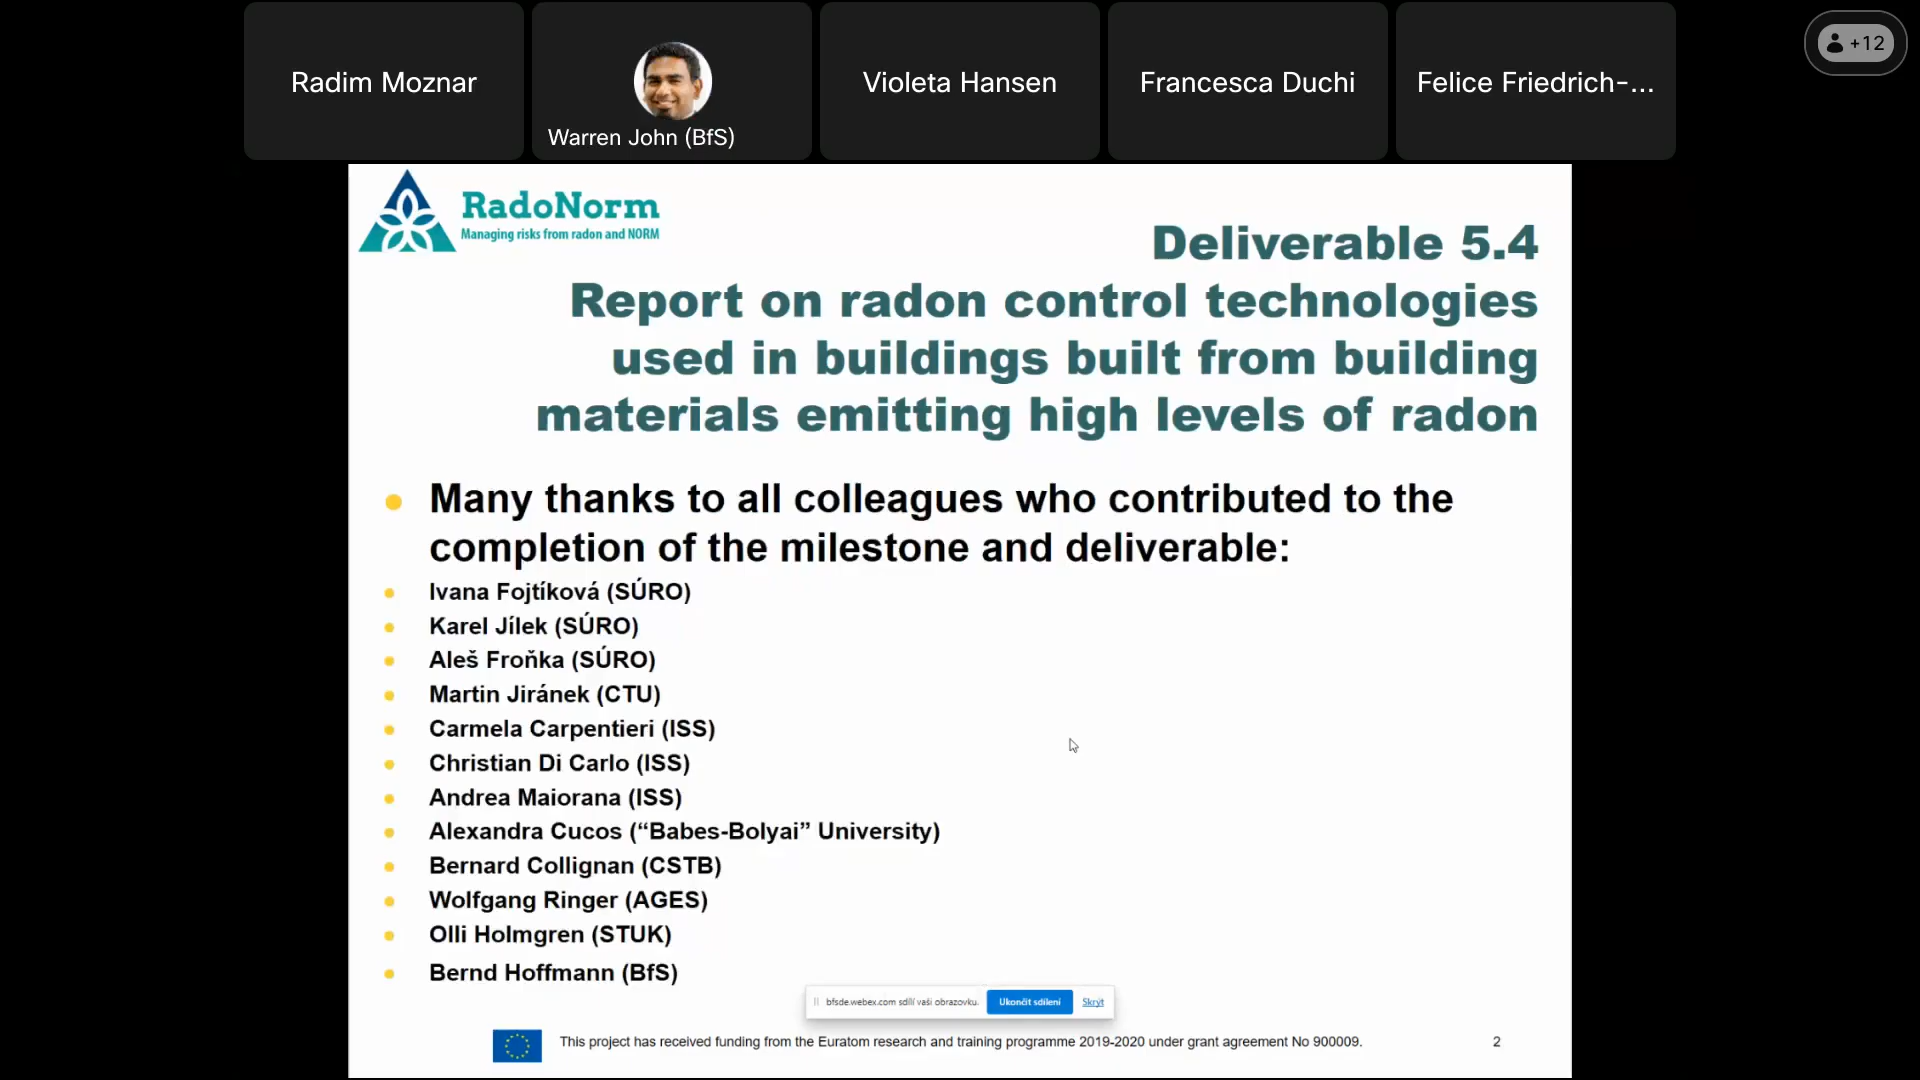 Radim Moznar
Warren John (BfS)
Violeta Hansen
Francesca Duchi
Felice Friedrich-...
+12
RadoNorm
Managing risks from radon and NORM
Deliverable 5.4
Report on radon control technologies
used in buildings built from building
materials emitting high levels of radon
Many thanks to all colleagues who contributed to the
completion of the milestone and deliverable:
Ivana Fojtíková (SÚRO)
Karel Jílek (SÚRO)
Aleš Froňka (SÚRO)
Martin Jiránek (CTU)
Carmela Carpentieri (ISS)
Christian Di Carlo (ISS)
Andrea Maiorana (ISS)
Alexandra Cucos (“Babes-Bolyai” University)
Bernard Collignan (CSTB)
Wolfgang Ringer (AGES)
Olli Holmgren (STUK)
Bernd Hoffmann (BfS)
bfsde.webex.com sdílí vaši obrazovku. Ukončit sdílení Skrýt
This project has received funding from the Euratom research and training programme 2019-2020 under grant agreement No 900009.
2